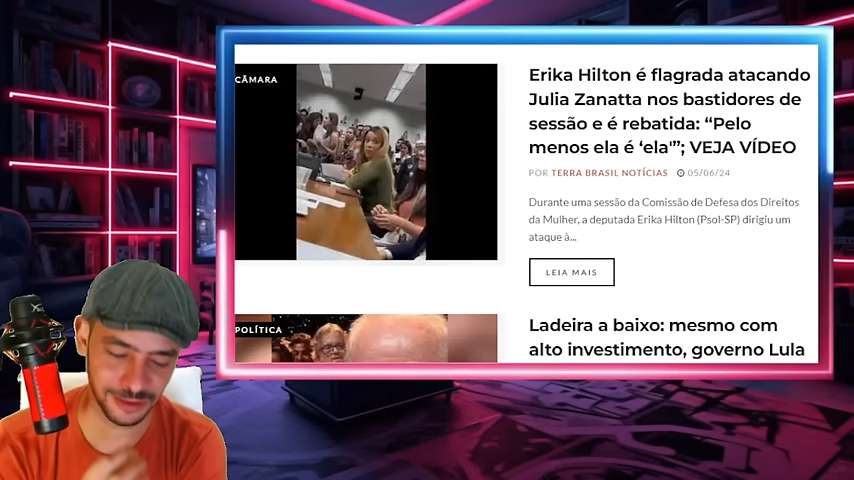 CÂMARA
Erika Hilton é flagrada atacando
Julia Zanatta nos bastidores de
sessão e é rebatida: “Pelo
menos ela é ‘ela’”; VEJA VÍDEO
POR TERRA BRASIL NOTÍCIAS 05/06/24
Durante uma sessão da Comissão de Defesa dos Direitos
da Mulher, a deputada Erika Hilton (Psol-SP) dirigiu um
ataque à...
LEIA MAIS
POLÍTICA
Ladeira a baixo: mesmo com
alto investimento, governo Lula